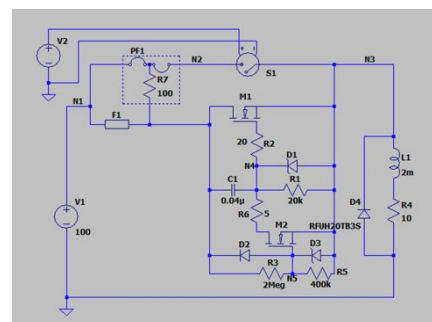 V2
PF1
N2
S1
N3
R7
100
N1
F1
M1
R2
20
D1
N4
C1
0.04µ
R1
20k
R6
5
M2
RFUH20TB3S
D4
L1
2m
R4
10
V1
100
D2
D3
R3
2Meg
N5
R5
400k